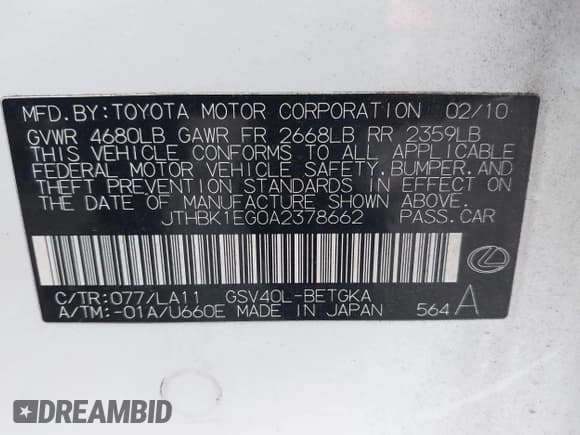 MFD.BY:TOYOTA MOTOR CORPORATION 02/10
GVWR 4680LB GAWR FR 2668LB RR 2359LB
THIS VEHICLE CONFORMS TO ALL APPLICABLE
FEDERAL MOTOR VEHICLE SAFETY,BUMPER,AND
THEFT PREVENTION STANDARDS IN EFFECT ON
THE DATE OF MANUFACTURE SHOWN ABOVE.
JTHBK1EG0A2378662 PASS.CAR
C/TR:077/LA11 GSV40L-BETGKA
A/TM:-01A/U660E MADE IN JAPAN 564 A
DREAMBID